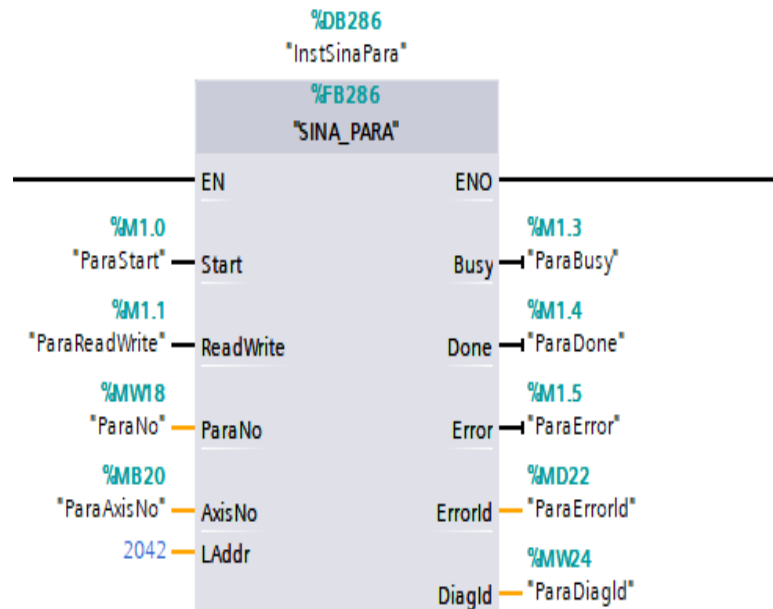 %DB286
"InstSinaPara"
%FB286
"SINA_PARA"
EN ENO
%M1.0 %M1.3
"ParaStart" Start Busy "ParaBusy"
%M1.1 %M1.4
"ParaReadWrite" ReadWrite Done "ParaDone"
%MW18 %M1.5
"ParaNo" ParaNo Error "ParaError"
%MB20 %MD22
"ParaAxisNo" AxisNo ErrorId "ParaErrorId"
2042 LAddr
%MW24
DiagId "ParaDiagId"